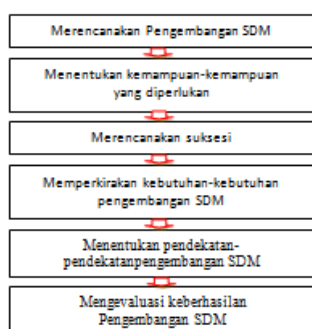 Merencanakan Pengembangan SDM
Menentukan kemampuan-kemampuan
yang diperlukan
Merencanakan suksesi
Memperkirakan kebutuhan-kebutuhan
pengembangan SDM
Menentukan pendekatan-
pendekatanpengembangan SDM
Mengevaluasi keberhasilan
Pengembangan SDM